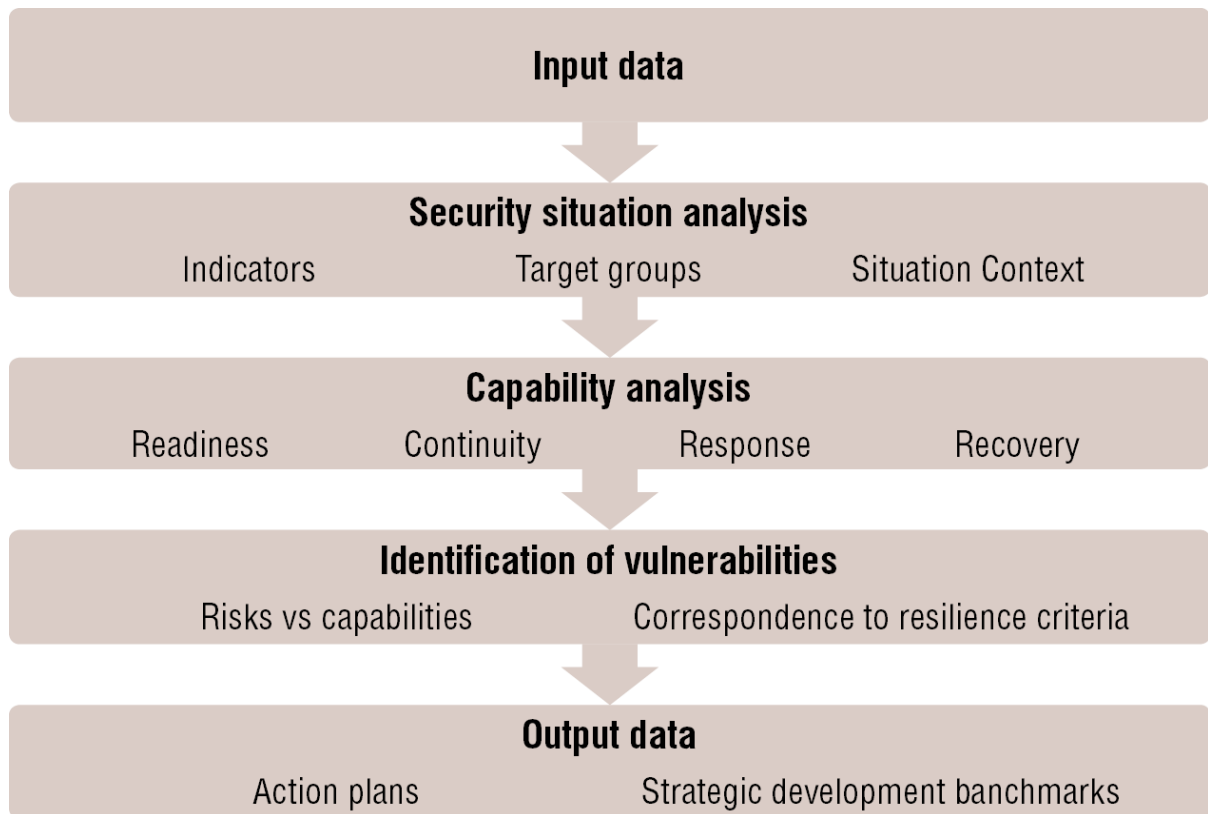 Input data
Security situation analysis
Indicators Target groups Situation Context
Capability analysis
Readiness Continuity Response Recovery
Identification of vulnerabilities
Risks vs capabilities Correspondence to resilience criteria
Output data
Action plans Strategic development banchmarks